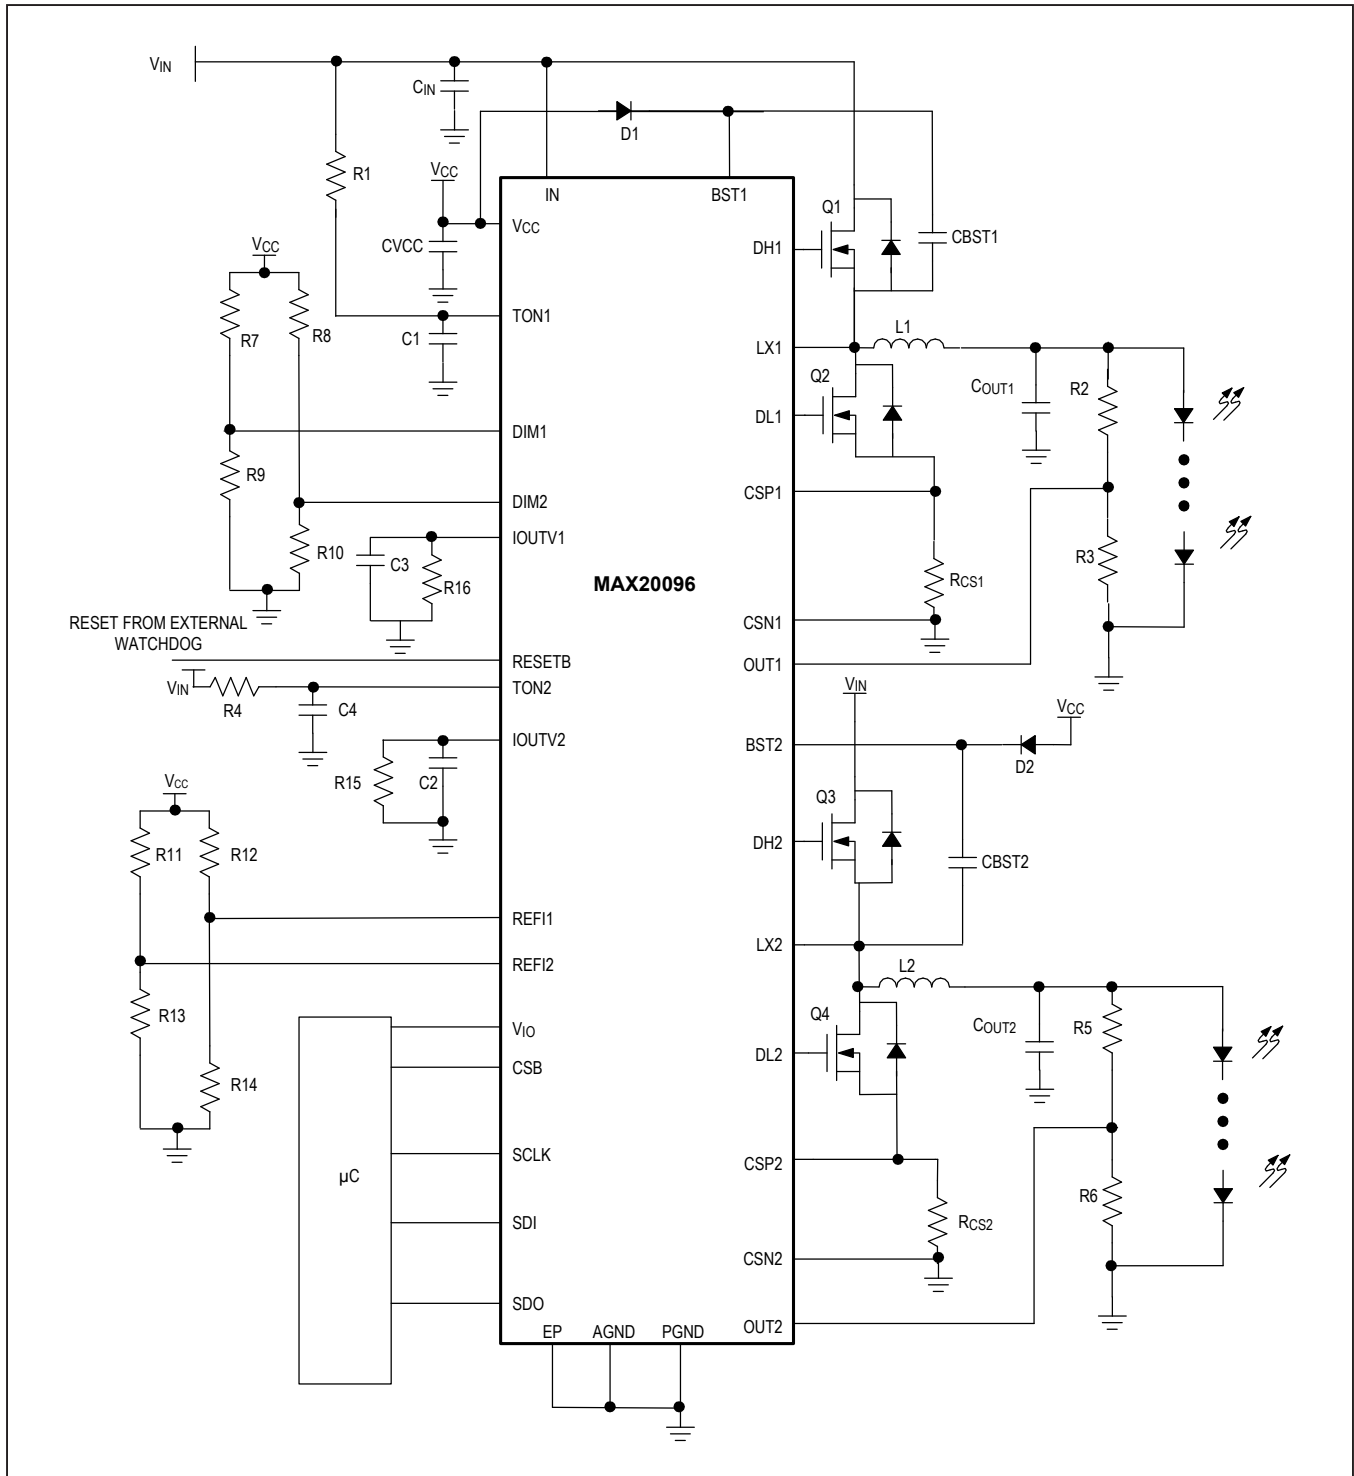 VIN
CIN
D1
R1
VCC
IN
BST1
Q1
VCC
CVCC
DH1
CBST1
VCC
R7
R8
C1
TON1
L1
LX1
Q2
COUT1
R2
DL1
DIM1
R9
CSP1
DIM2
R10
IOUTV1
C3
R16
R3
MAX20096
RCS1
RESET FROM EXTERNAL
WATCHDOG
CSN1
RESETB
OUT1
VIN
TON2
VIN
R4
C4
VCC
IOUTV2
BST2
D2
R15
C2
VCC
Q3
R11
R12
DH2
CBST2
REFI1
LX2
REFI2
L2
R13
Q4
COUT2
R5
VIO
DL2
CSB
R14
SCLK
CSP2
µC
R6
SDI
RCS2
CSN2
SDO
EP
AGND
PGND
OUT2